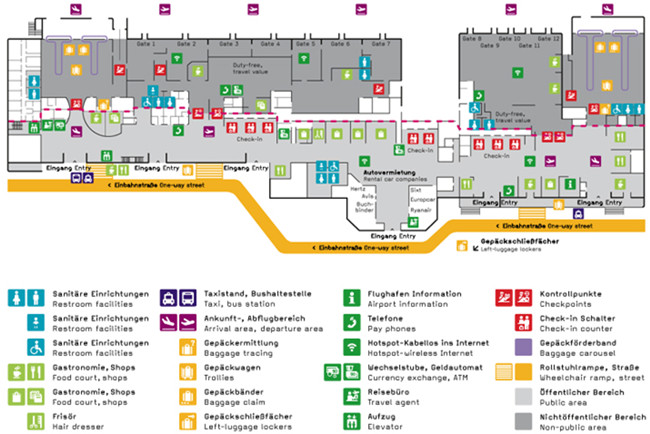 Gate 1
Gate 2
Gate 3
Gate 4
Gate 5
Gate 6
Gate 7
Gate 8
Gate 9
Gate 10
Gate 11
Gate 12
Duty-free,
travel value
Duty-free,
travel value
Check-in
Check-in
Check-in
Eingang Entry
Eingang Entry
Eingang Entry
Autovermietung
Rental car companies
Hertz
Avis
Buch-
binder
Sixt
Europcar
Ryanair
Eingang Entry
Eingang Entry
Einbahnstraße One-way street
Einbahnstraße One-way street
Einbahnstraße One-way street
Gepäckschließfächer
Left-luggage lockers
Sanitäre Einrichtungen
Restroom facilities
Sanitäre Einrichtungen
Restroom facilities
Sanitäre Einrichtungen
Restroom facilities
Gastronomie, Shops
Food court, shops
Gastronomie, Shops
Food court, shops
Frisör
Hair dresser
Taxistand, Bushaltestelle
Taxi, bus station
Ankunft-, Abflugbereich
Arrival area, departure area
Gepäckermittlung
Baggage tracing
Gepäckwagen
Trollies
Gepäckbänder
Baggage claim
Gepäckschließfächer
Left-luggage lockers
Flughafen Information
Airport information
Telefone
Pay phones
Hotspot-Kabellos ins Internet
Hotspot-wireless Internet
Wechselstube, Geldautomat
Currency exchange, ATM
Reisebüro
Travel agent
Aufzug
Elevator
Kontrollpunkte
Checkpoints
Check-in Schalter
Check-in counter
Gepäckförderband
Baggage carousel
Rollstuhlrampe, Straße
Wheelchair ramp, street
Öffentlicher Bereich
Public area
Nichtöffentlicher Bereich
Non-public area